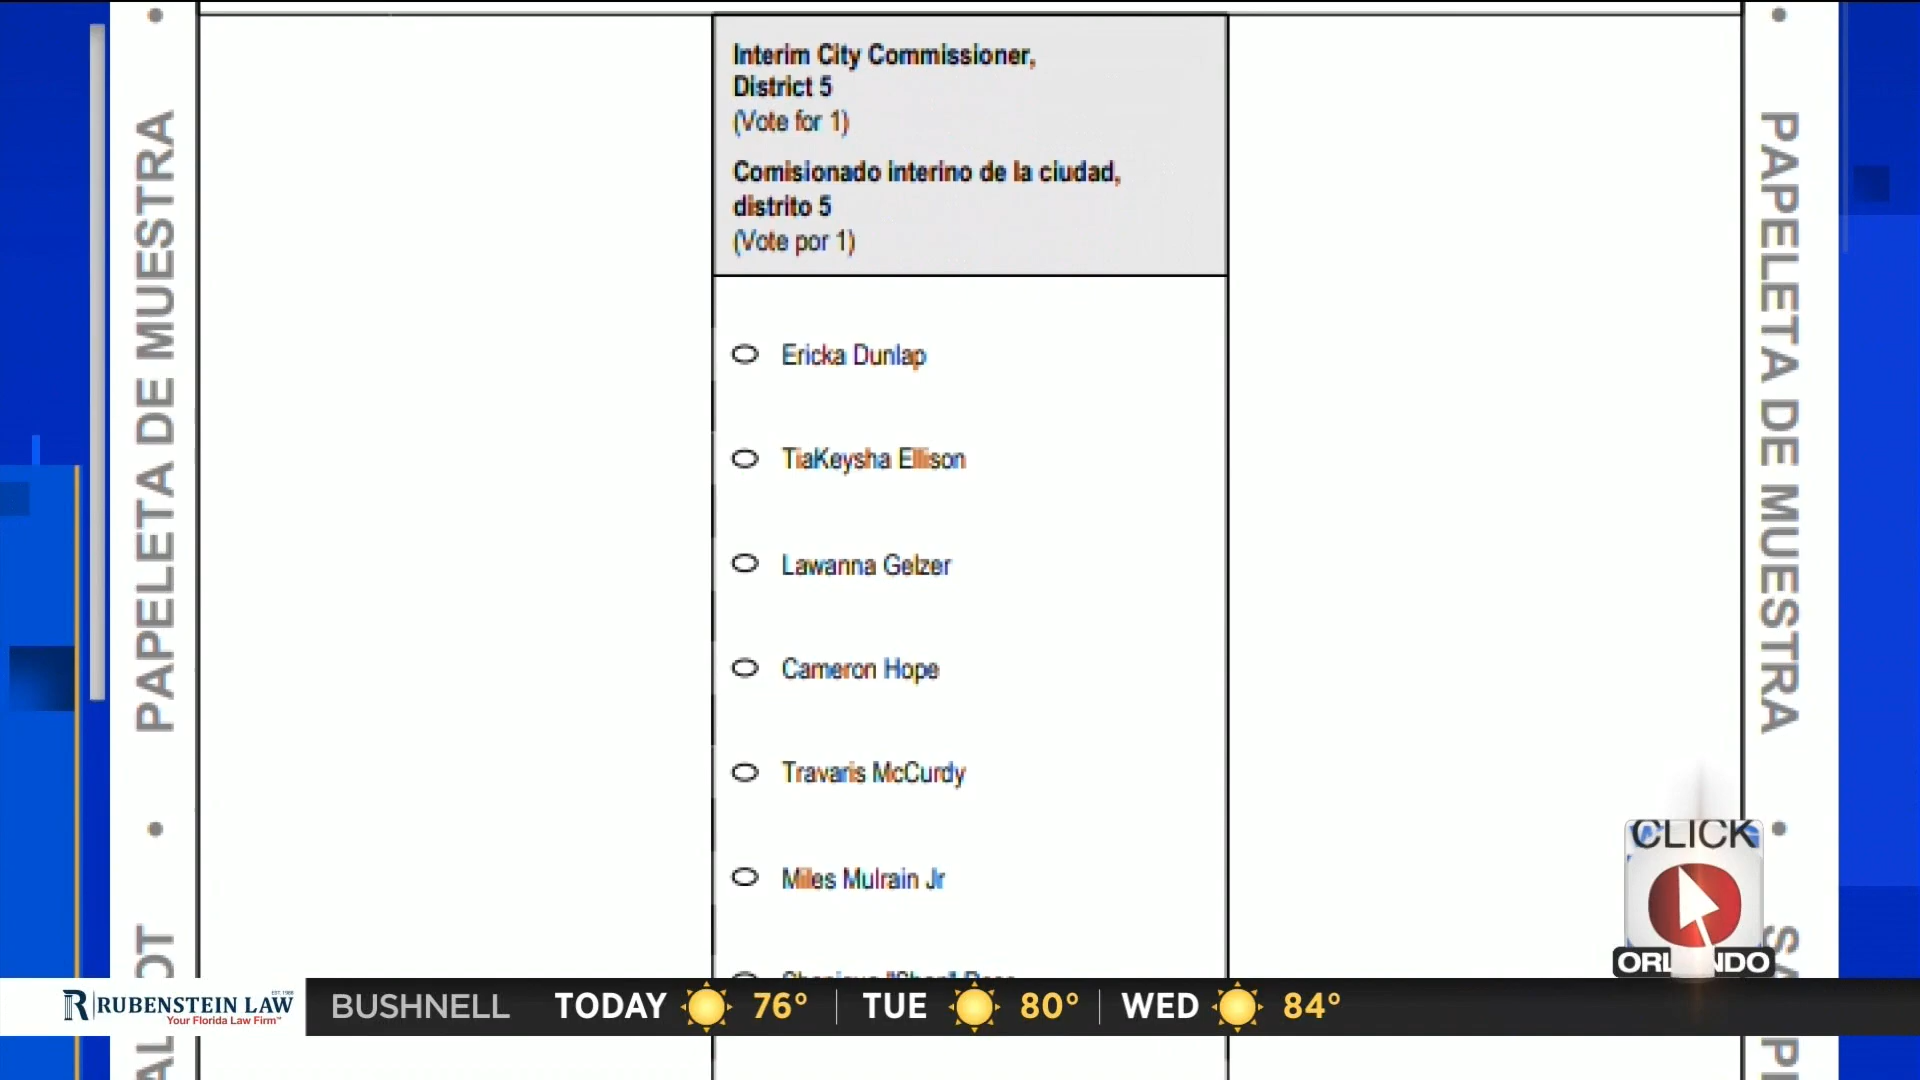 Interim City Commissioner,
District 5
(Vote for 1)
Comisionado interino de la ciudad,
distrito 5
(Vote por 1)
Ericka Dunlap
TiaKeysha Ellison
Lawanna Gelzer
Cameron Hope
Travaris McCurdy
Miles Mulrain Jr
PAPELETA DE MUESTRA
PAPELETA DE MUESTRA
CLICK
ORLANDO
R RUBENSTEIN LAW
Your Florida Law Firm
BUSHNELL TODAY 76° TUE 80° WED 84°